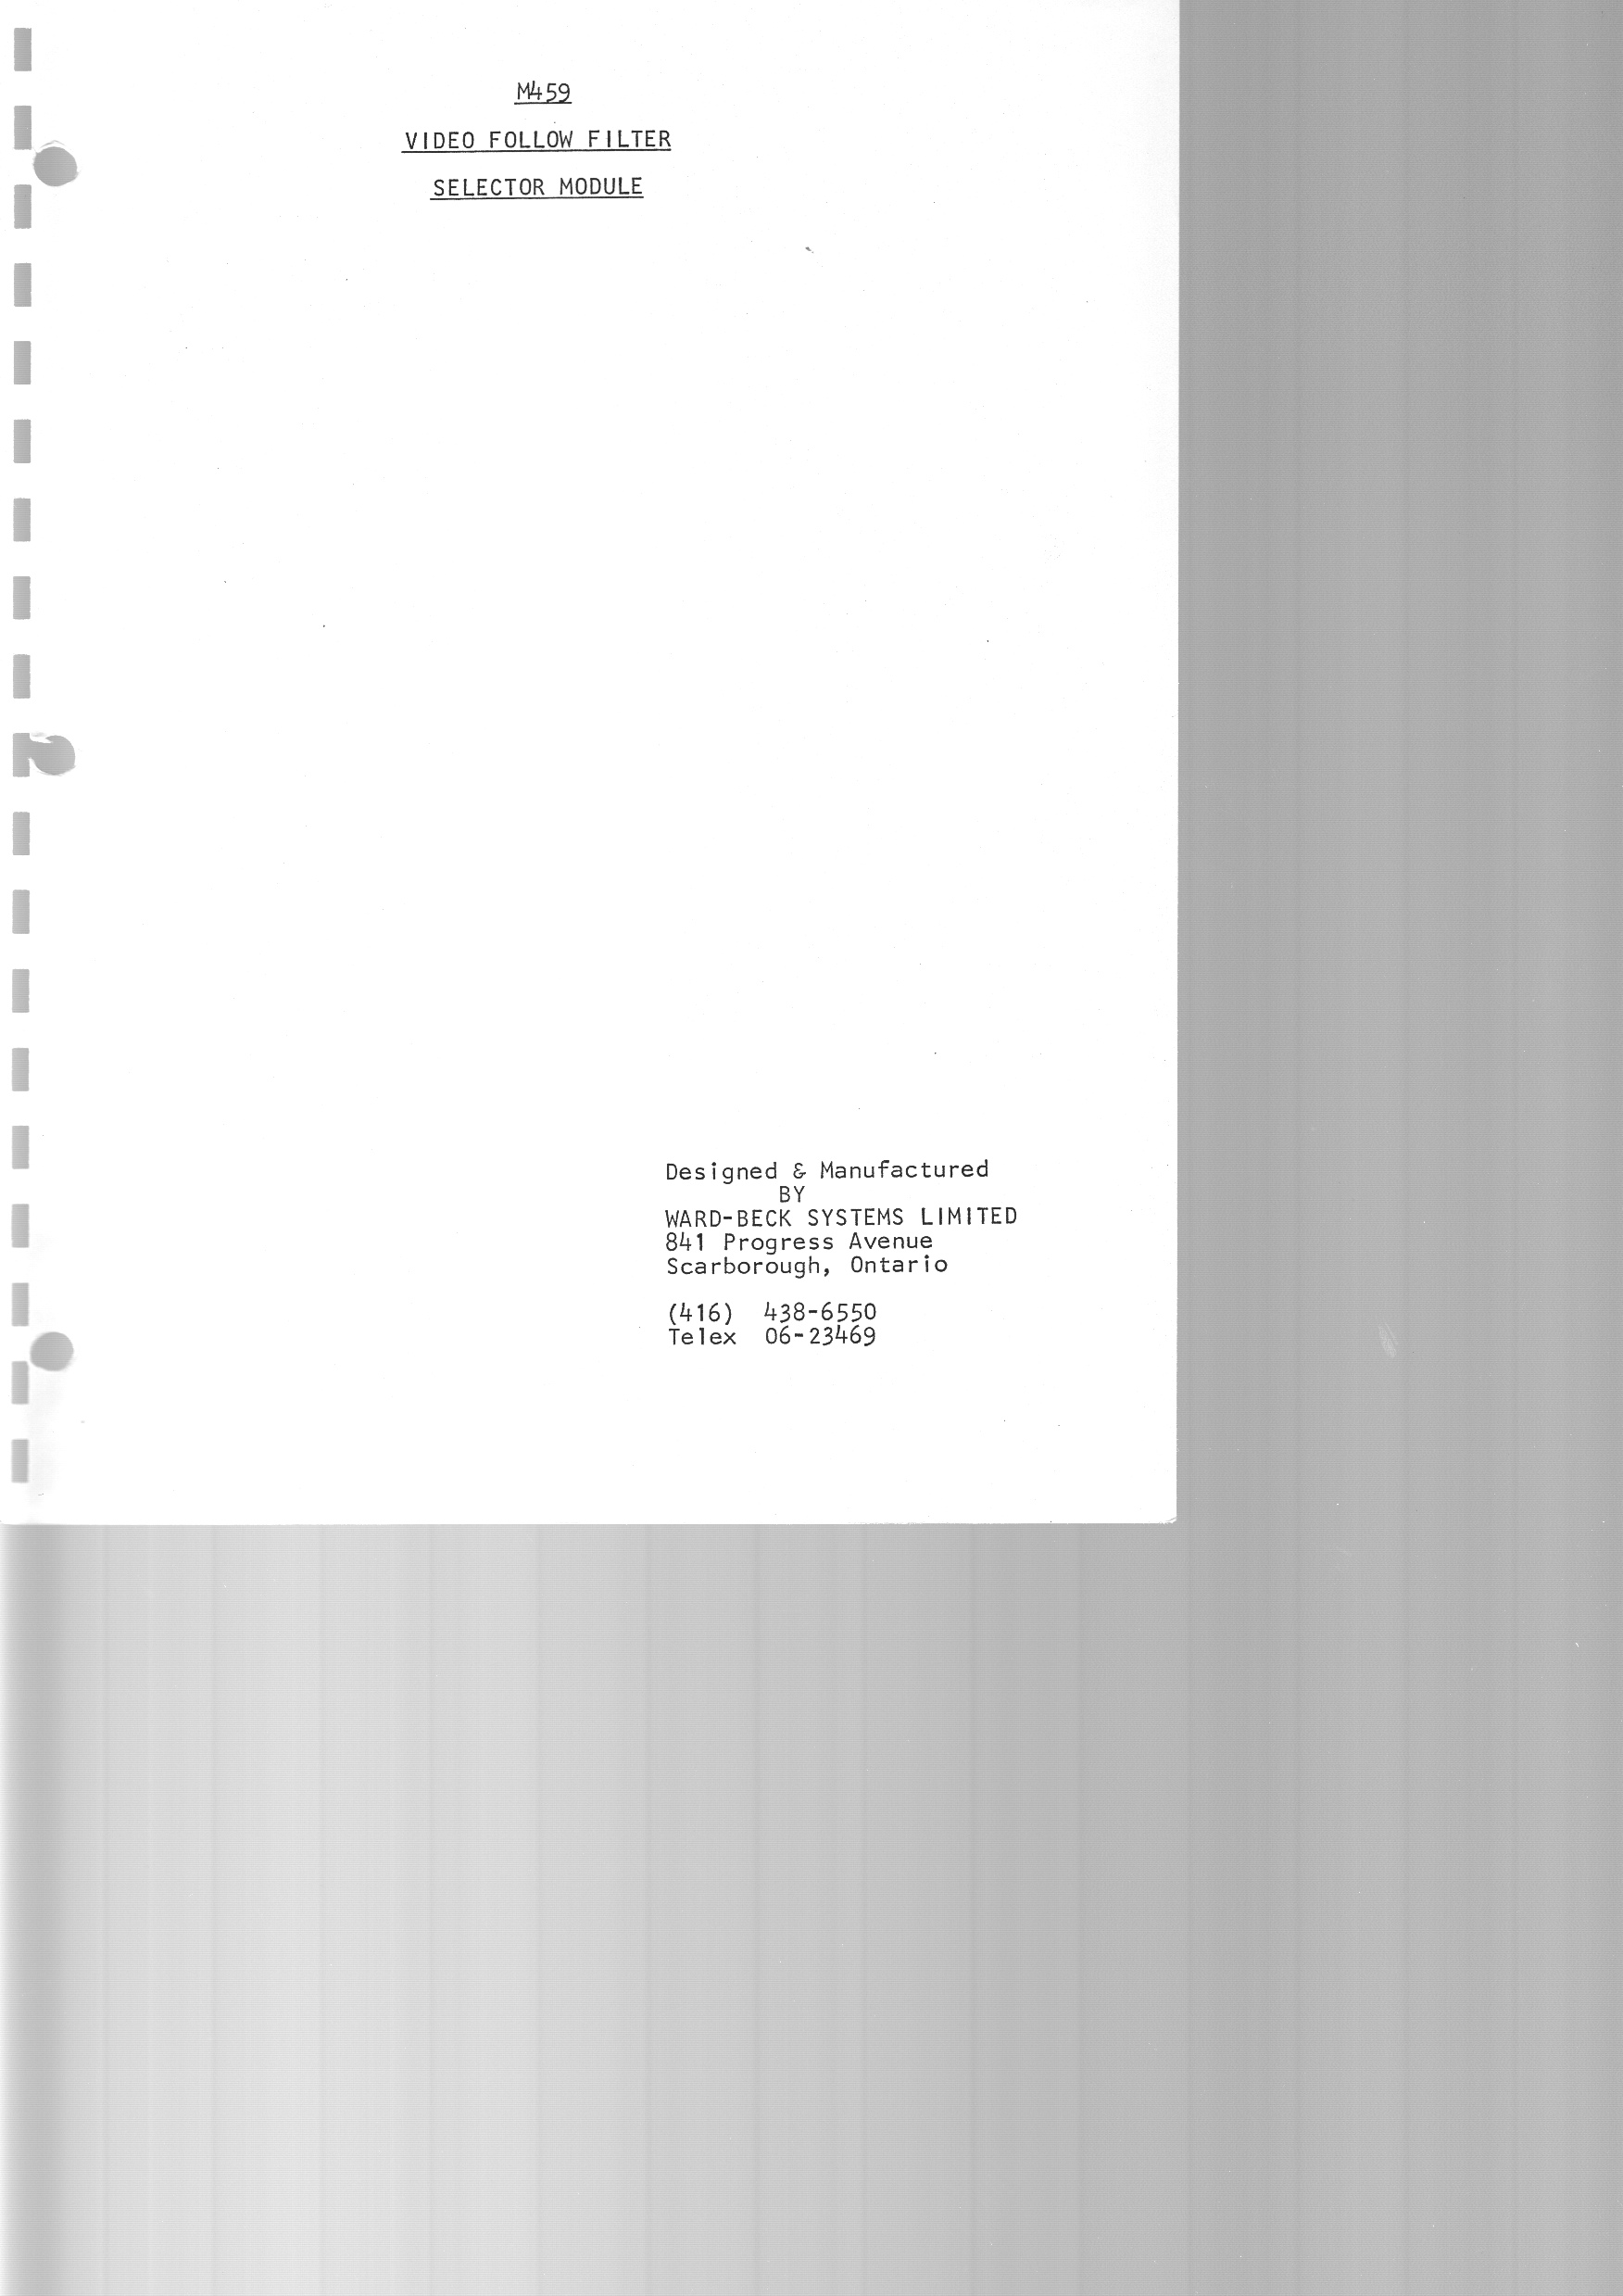 M459
VIDEO FOLLOW FILTER
SELECTOR MODULE
Designed & Manufactured
BY
WARD-BECK SYSTEMS LIMITED
841 Progress Avenue
Scarborough, Ontario
(416) 438-6550
Telex 06-23469